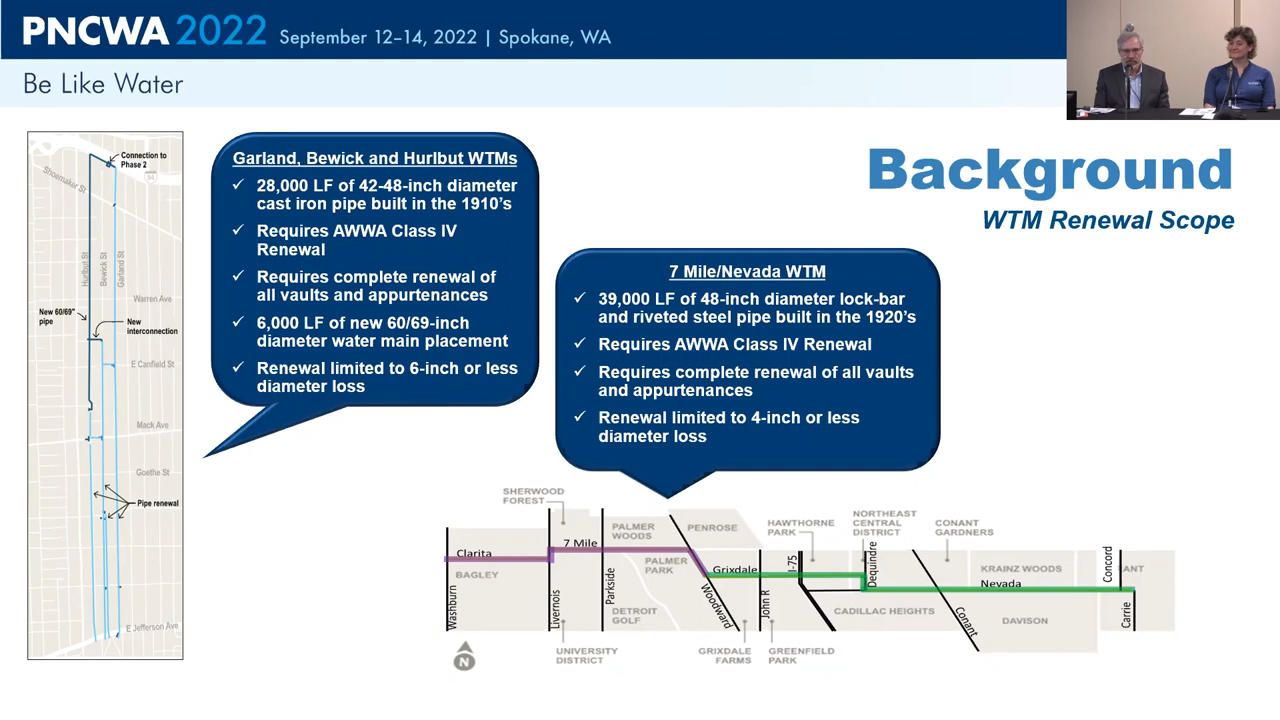 PNCWA 2022 September 12–14, 2022 | Spokane, WA
Be Like Water
Background
WTM Renewal Scope
Connection to
Phase 2
Shoemaker St
94
Hurlbut St
Bewick St
Garland St
Warren Ave
New 60/69"
pipe
New
interconnection
E Canfield St
Mack Ave
Goethe St
Pipe renewal
E Jefferson Ave
Garland, Bewick and Hurlbut WTMs
✓ 28,000 LF of 42-48-inch diameter
cast iron pipe built in the 1910's
✓ Requires AWWA Class IV
Renewal
✓ Requires complete renewal of
all vaults and appurtenances
✓ 6,000 LF of new 60/69-inch
diameter water main placement
✓ Renewal limited to 6-inch or less
diameter loss
7 Mile/Nevada WTM
✓ 39,000 LF of 48-inch diameter lock-bar
and riveted steel pipe built in the 1920's
✓ Requires AWWA Class IV Renewal
✓ Requires complete renewal of all vaults
and appurtenances
✓ Renewal limited to 4-inch or less
diameter loss
SHERWOOD
FOREST
PALMER
WOODS
PENROSE
HAWTHORNE
PARK
NORTHEAST
CENTRAL
DISTRICT
CONANT
GARDNERS
Clarita
7 Mile
BAGLEY
PALMER
PARK
Grixdale
I-75
Dequindre
KRAINZ WOODS
Nevada
Concord
ANT
Washburn
Livernois
Parkside
DETROIT
GOLF
Woodward
John R
CADILLAC HEIGHTS
Conant
DAVISON
Carrie
N
UNIVERSITY
DISTRICT
GRIXDALE
FARMS
GREENFIELD
PARK